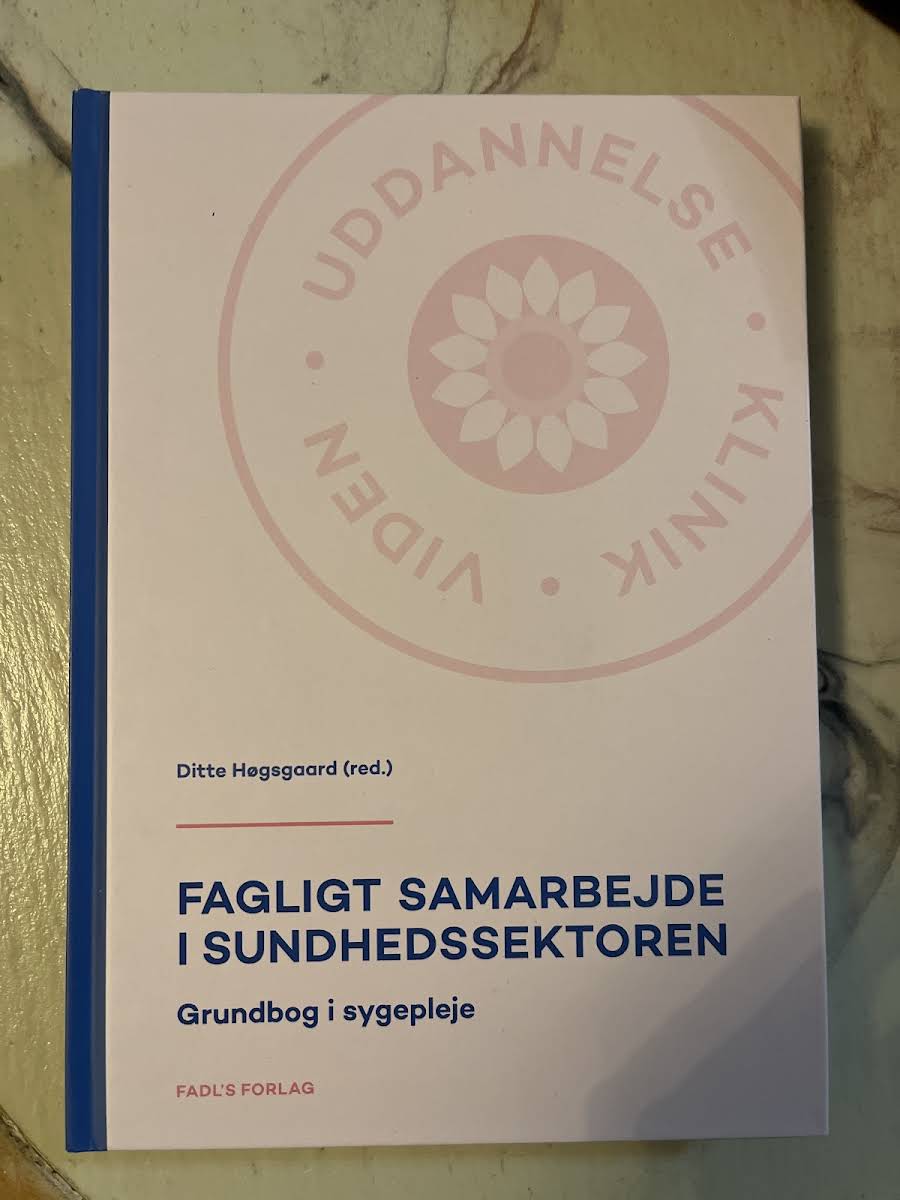 UDDANNELSE • KLINIK • VIDEN •
Ditte Høgsgaard (red.)
FAGLIGT SAMARBEJDE
I SUNDHEDSSEKTOREN
Grundbog i sygepleje
FADL'S FORLAG